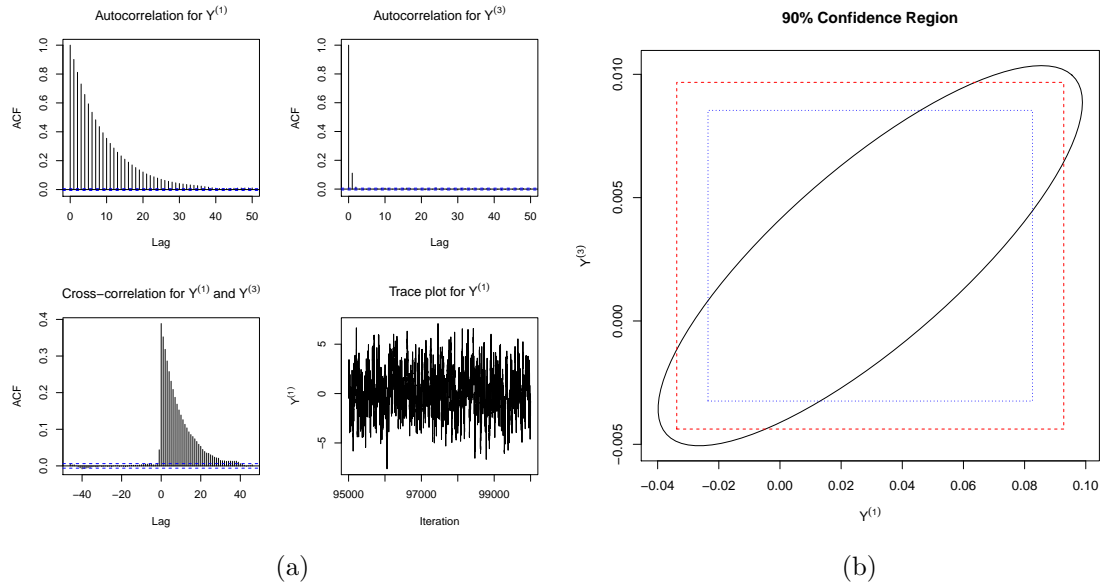 Autocorrelation for Y(1)
ACF
0.0 0.2 0.4 0.6 0.8 1.0
0 10 20 30 40 50
Lag
Autocorrelation for Y(3)
ACF
0.0 0.2 0.4 0.6 0.8 1.0
0 10 20 30 40 50
Lag
Cross−correlation for Y(1) and Y(3)
ACF
0.0 0.1 0.2 0.3 0.4
−40 −20 0 20 40
Lag
Trace plot for Y(1)
Y(1)
−5 0 5
95000 97000 99000
Iteration
(a)
90% Confidence Region
Y(3)
−0.005 0.000 0.005 0.010
−0.04 −0.02 0.00 0.02 0.04 0.06 0.08 0.10
Y(1)
(b)